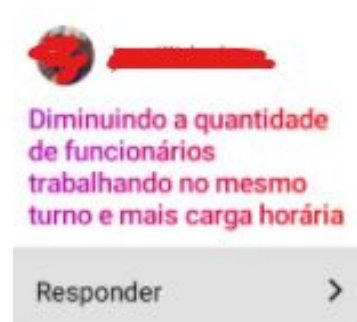 Diminuindo a quantidade
de funcionários
trabalhando no mesmo
turno e mais carga horária
Responder